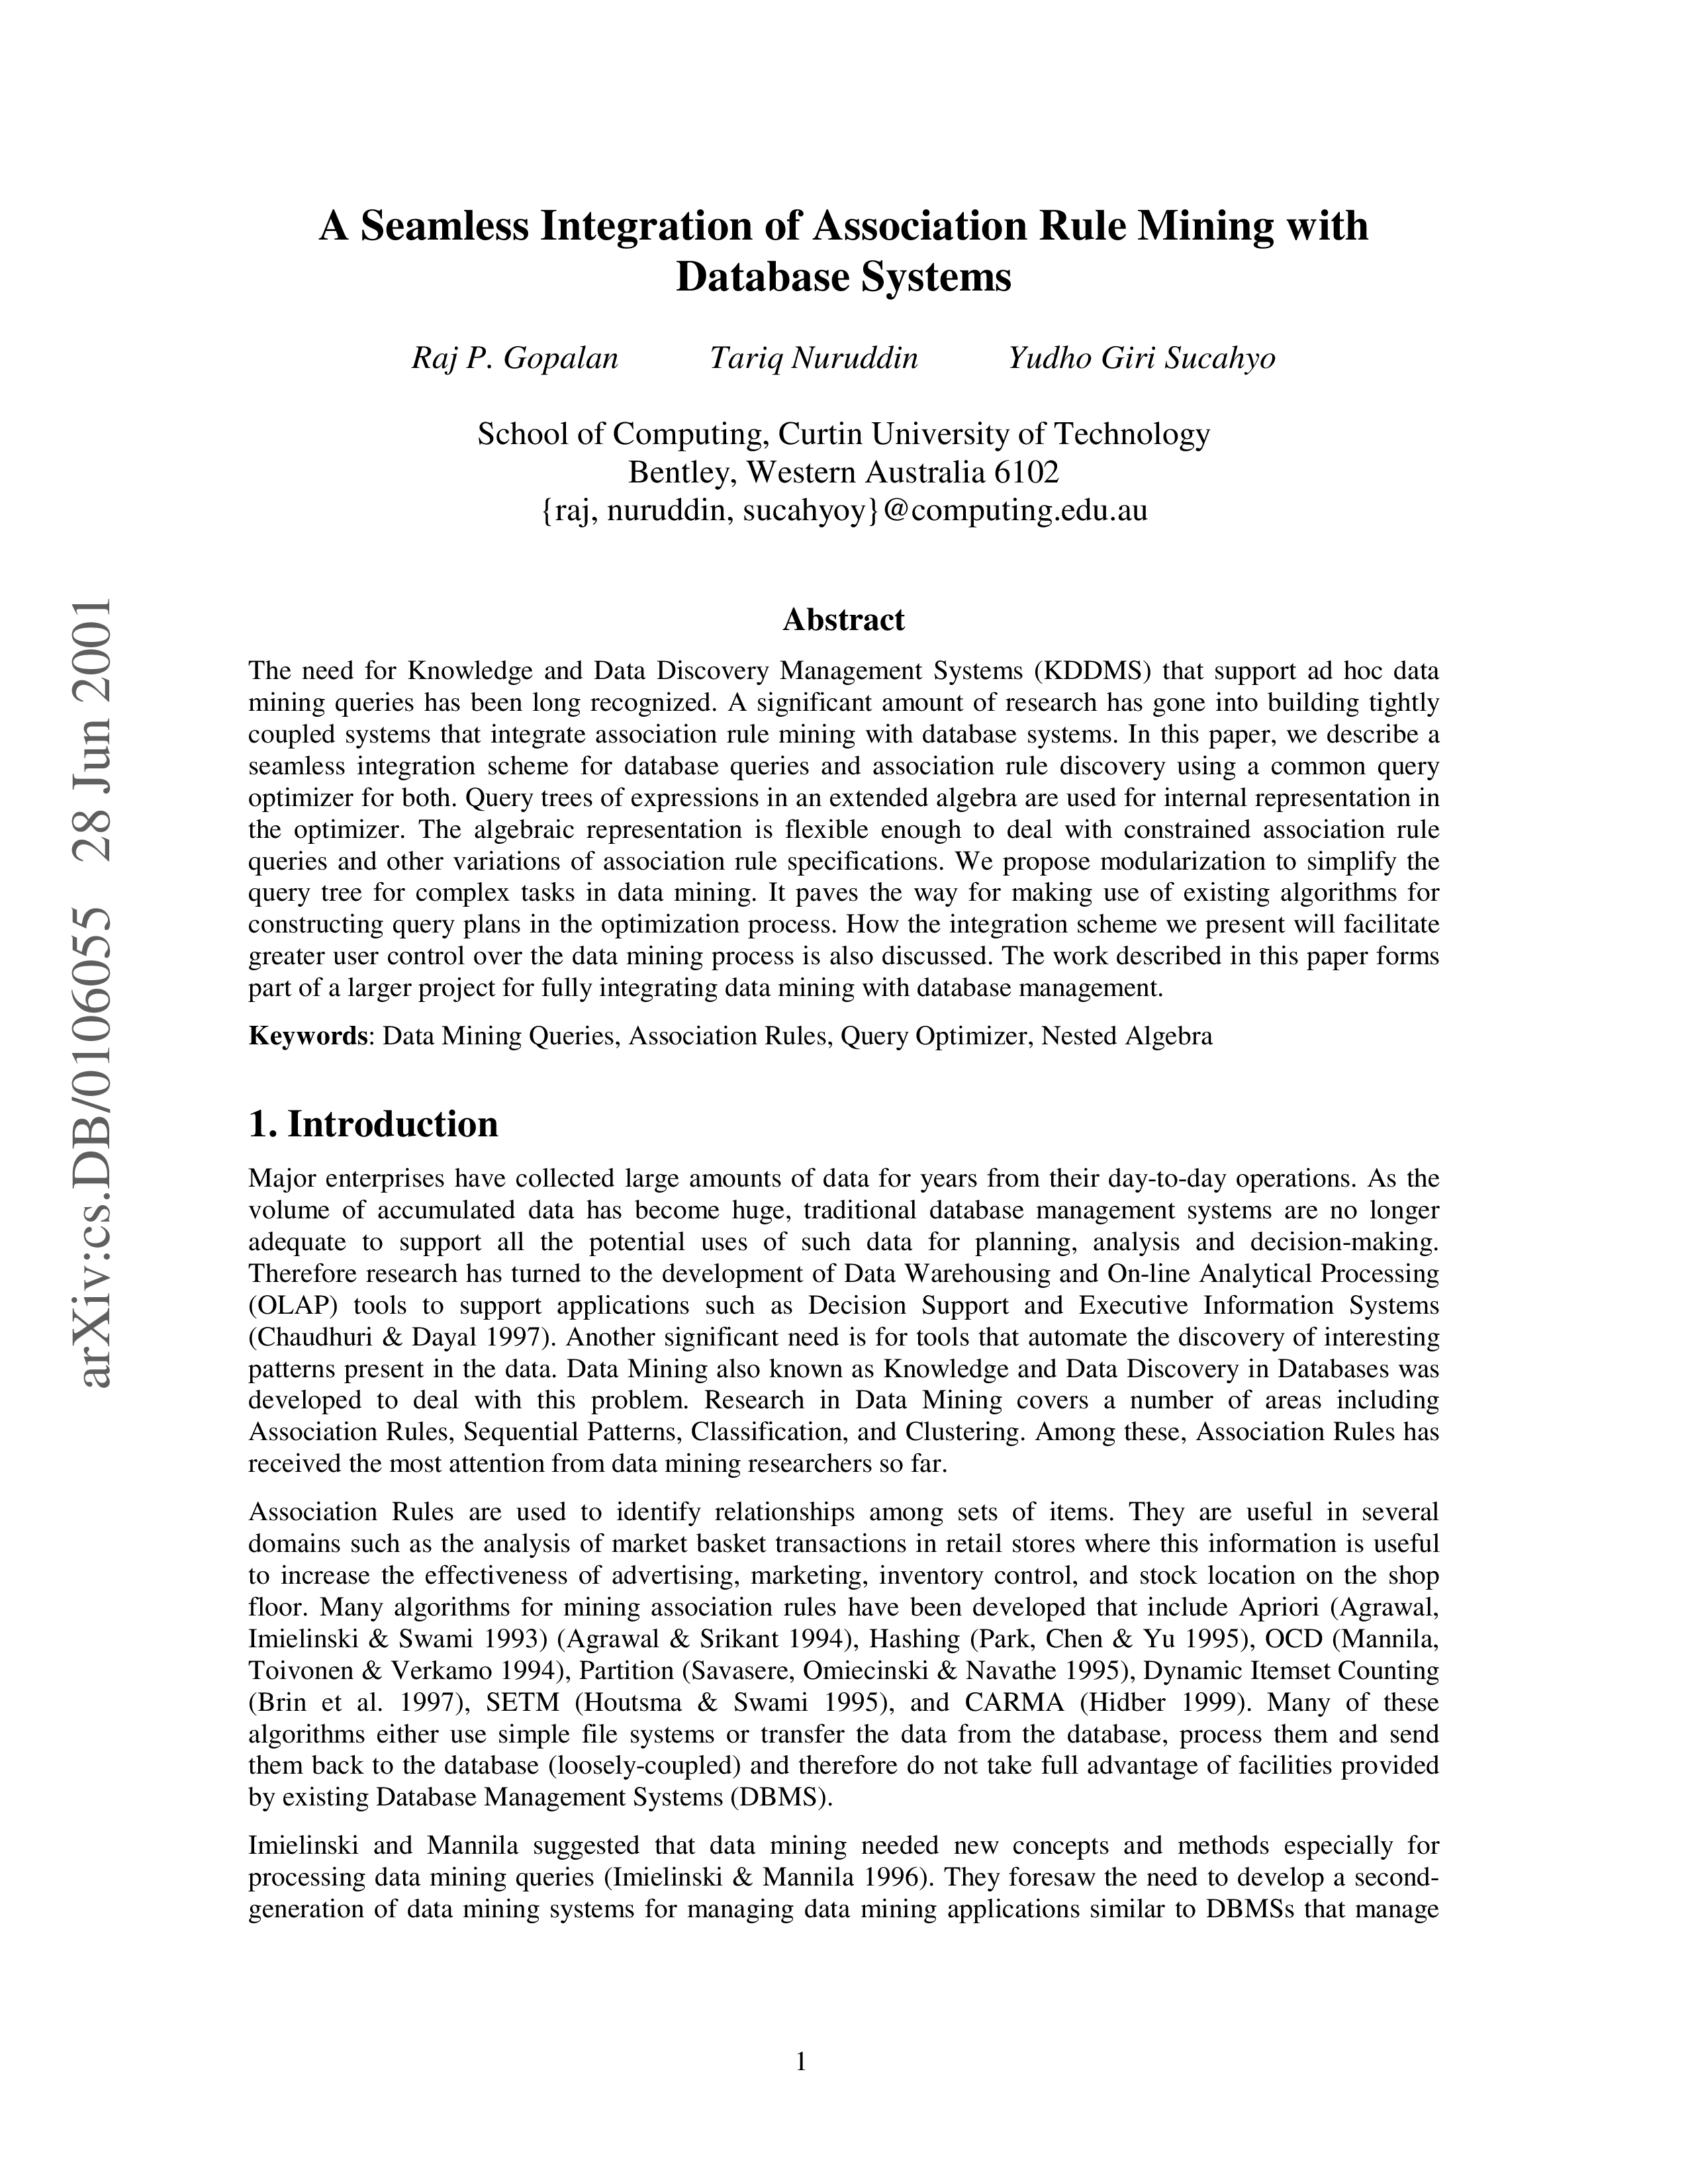 A Seamless Integration of Association Rule Mining with
Database Systems
Raj P. Gopalan Tariq Nuruddin Yudho Giri Sucahyo
School of Computing, Curtin University of Technology
Bentley, Western Australia 6102
{raj, nuruddin, sucahyoy}@computing.edu.au
Abstract
The need for Knowledge and Data Discovery Management Systems (KDDMS) that support ad hoc data
mining queries has been long recognized. A significant amount of research has gone into building tightly
coupled systems that integrate association rule mining with database systems. In this paper, we describe a
seamless integration scheme for database queries and association rule discovery using a common query
optimizer for both. Query trees of expressions in an extended algebra are used for internal representation in
the optimizer. The algebraic representation is flexible enough to deal with constrained association rule
queries and other variations of association rule specifications. We propose modularization to simplify the
query tree for complex tasks in data mining. It paves the way for making use of existing algorithms for
constructing query plans in the optimization process. How the integration scheme we present will facilitate
greater user control over the data mining process is also discussed. The work described in this paper forms
part of a larger project for fully integrating data mining with database management.
Keywords: Data Mining Queries, Association Rules, Query Optimizer, Nested Algebra
1. Introduction
Major enterprises have collected large amounts of data for years from their day-to-day operations. As the
volume of accumulated data has become huge, traditional database management systems are no longer
adequate to support all the potential uses of such data for planning, analysis and decision-making.
Therefore research has turned to the development of Data Warehousing and On-line Analytical Processing
(OLAP) tools to support applications such as Decision Support and Executive Information Systems
(Chaudhuri & Dayal 1997). Another significant need is for tools that automate the discovery of interesting
patterns present in the data. Data Mining also known as Knowledge and Data Discovery in Databases was
developed to deal with this problem. Research in Data Mining covers a number of areas including
Association Rules, Sequential Patterns, Classification, and Clustering. Among these, Association Rules has
received the most attention from data mining researchers so far.
Association Rules are used to identify relationships among sets of items. They are useful in several
domains such as the analysis of market basket transactions in retail stores where this information is useful
to increase the effectiveness of advertising, marketing, inventory control, and stock location on the shop
floor. Many algorithms for mining association rules have been developed that include Apriori (Agrawal,
Imielinski & Swami 1993) (Agrawal & Srikant 1994), Hashing (Park, Chen & Yu 1995), OCD (Mannila,
Toivonen & Verkamo 1994), Partition (Savasere, Omiecinski & Navathe 1995), Dynamic Itemset Counting
(Brin et al. 1997), SETM (Houtsma & Swami 1995), and CARMA (Hidber 1999). Many of these
algorithms either use simple file systems or transfer the data from the database, process them and send
them back to the database (loosely-coupled) and therefore do not take full advantage of facilities provided
by existing Database Management Systems (DBMS).
Imielinski and Mannila suggested that data mining needed new concepts and methods especially for
processing data mining queries (Imielinski & Mannila 1996). They foresaw the need to develop a second-
generation of data mining systems for managing data mining applications similar to DBMSs that manage
1
arXiv:cs.DB/0106055 28 Jun 2001